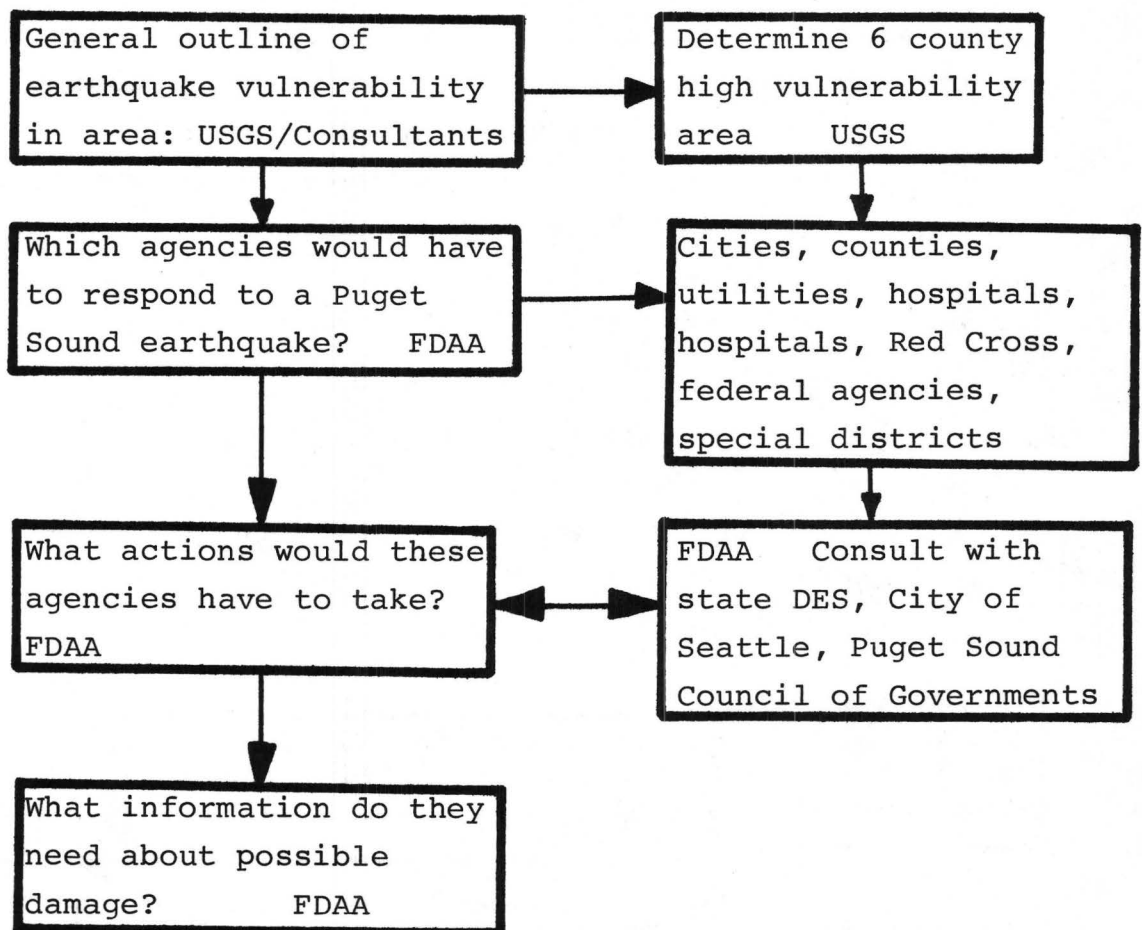 General outline of
earthquake vulnerability
in area: USGS/Consultants
Determine 6 county
high vulnerability
area USGS
Which agencies would have
to respond to a Puget
Sound earthquake? FDAA
Cities, counties,
utilities, hospitals,
hospitals, Red Cross,
federal agencies,
special districts
What actions would these
agencies have to take?
FDAA
FDAA Consult with
state DES, City of
Seattle, Puget Sound
Council of Governments
What information do they
need about possible
damage? FDAA